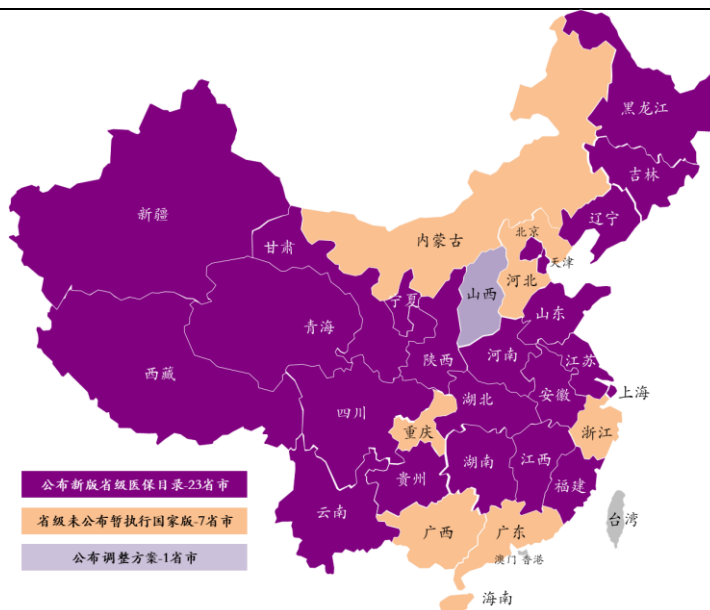 黑龙江
吉林
辽宁
新疆
内蒙古
北京
甘肃
天津
河北
山西
宁夏
山东
青海
陕西
河南
江苏
西藏
上海
安徽
湖北
四川
重庆
浙江
湖南
江西
贵州
福建
公布新版省级医保目录-23省市
云南
省级未公布暂执行国家版-7省市
台湾
广西
广东
公布调整方案-1省市
澳门 香港
海南